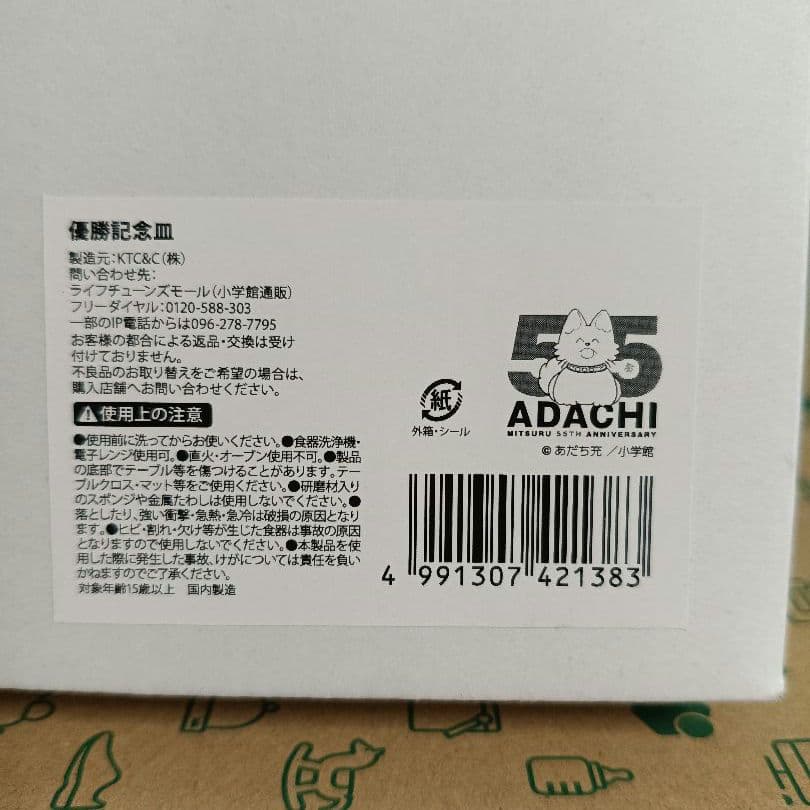 優勝記念皿
製造元:KTC&C(株)
問い合わせ先:
ライフチューンズモール(小学館通販)
フリーダイヤル:0120-588-303
一部のIP電話からは096-278-7795
お客様の都合による返品・交換は受け
付けておりません。
不良品のお取り替えをご希望の場合は、
購入店舗へお問い合わせください。
使用上の注意
●使用前に洗ってからお使いください。●食器洗浄機・
電子レンジ使用可。●直火・オーブン使用不可。●製品
の底部でテーブル等を傷つけることがあります。テー
ブルクロス・マット等をご使用ください。●研磨材入り
のスポンジや金属たわしは使用しないでください。●
落としたり、強い衝撃・急熱・急冷は破損の原因となり
ます。●ヒビ・割れ・欠け等が生じた食器は事故の原因
となりますので使用しないでください。●本製品を使
用した際に発生した事故、けがについては責任を負い
かねますのでご了承ください。
対象年齢15歳以上 国内製造
紙
外箱・シール
55
ADACHI
MITSURU 55TH ANNIVERSARY
©あだち充／小学館
4 991307 421383